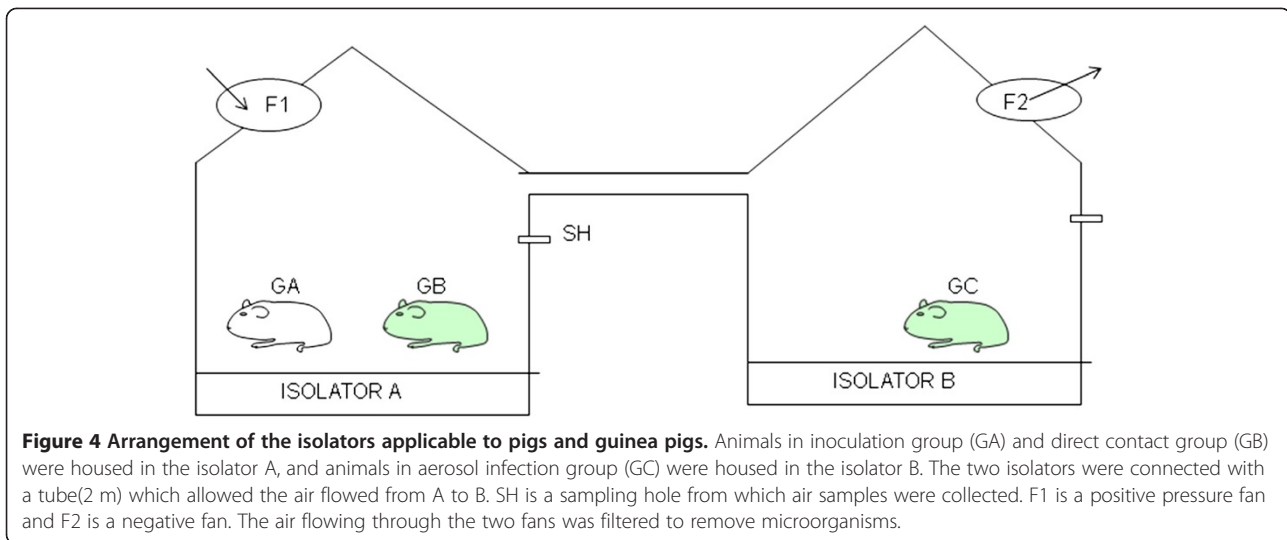 F1
F2
SH
GA
GB
GC
ISOLATOR A
ISOLATOR B
Figure 4 Arrangement of the isolators applicable to pigs and guinea pigs. Animals in inoculation group (GA) and direct contact group (GB)
were housed in the isolator A, and animals in aerosol infection group (GC) were housed in the isolator B. The two isolators were connected with
a tube(2 m) which allowed the air flowed from A to B. SH is a sampling hole from which air samples were collected. F1 is a positive pressure fan
and F2 is a negative fan. The air flowing through the two fans was filtered to remove microorganisms.